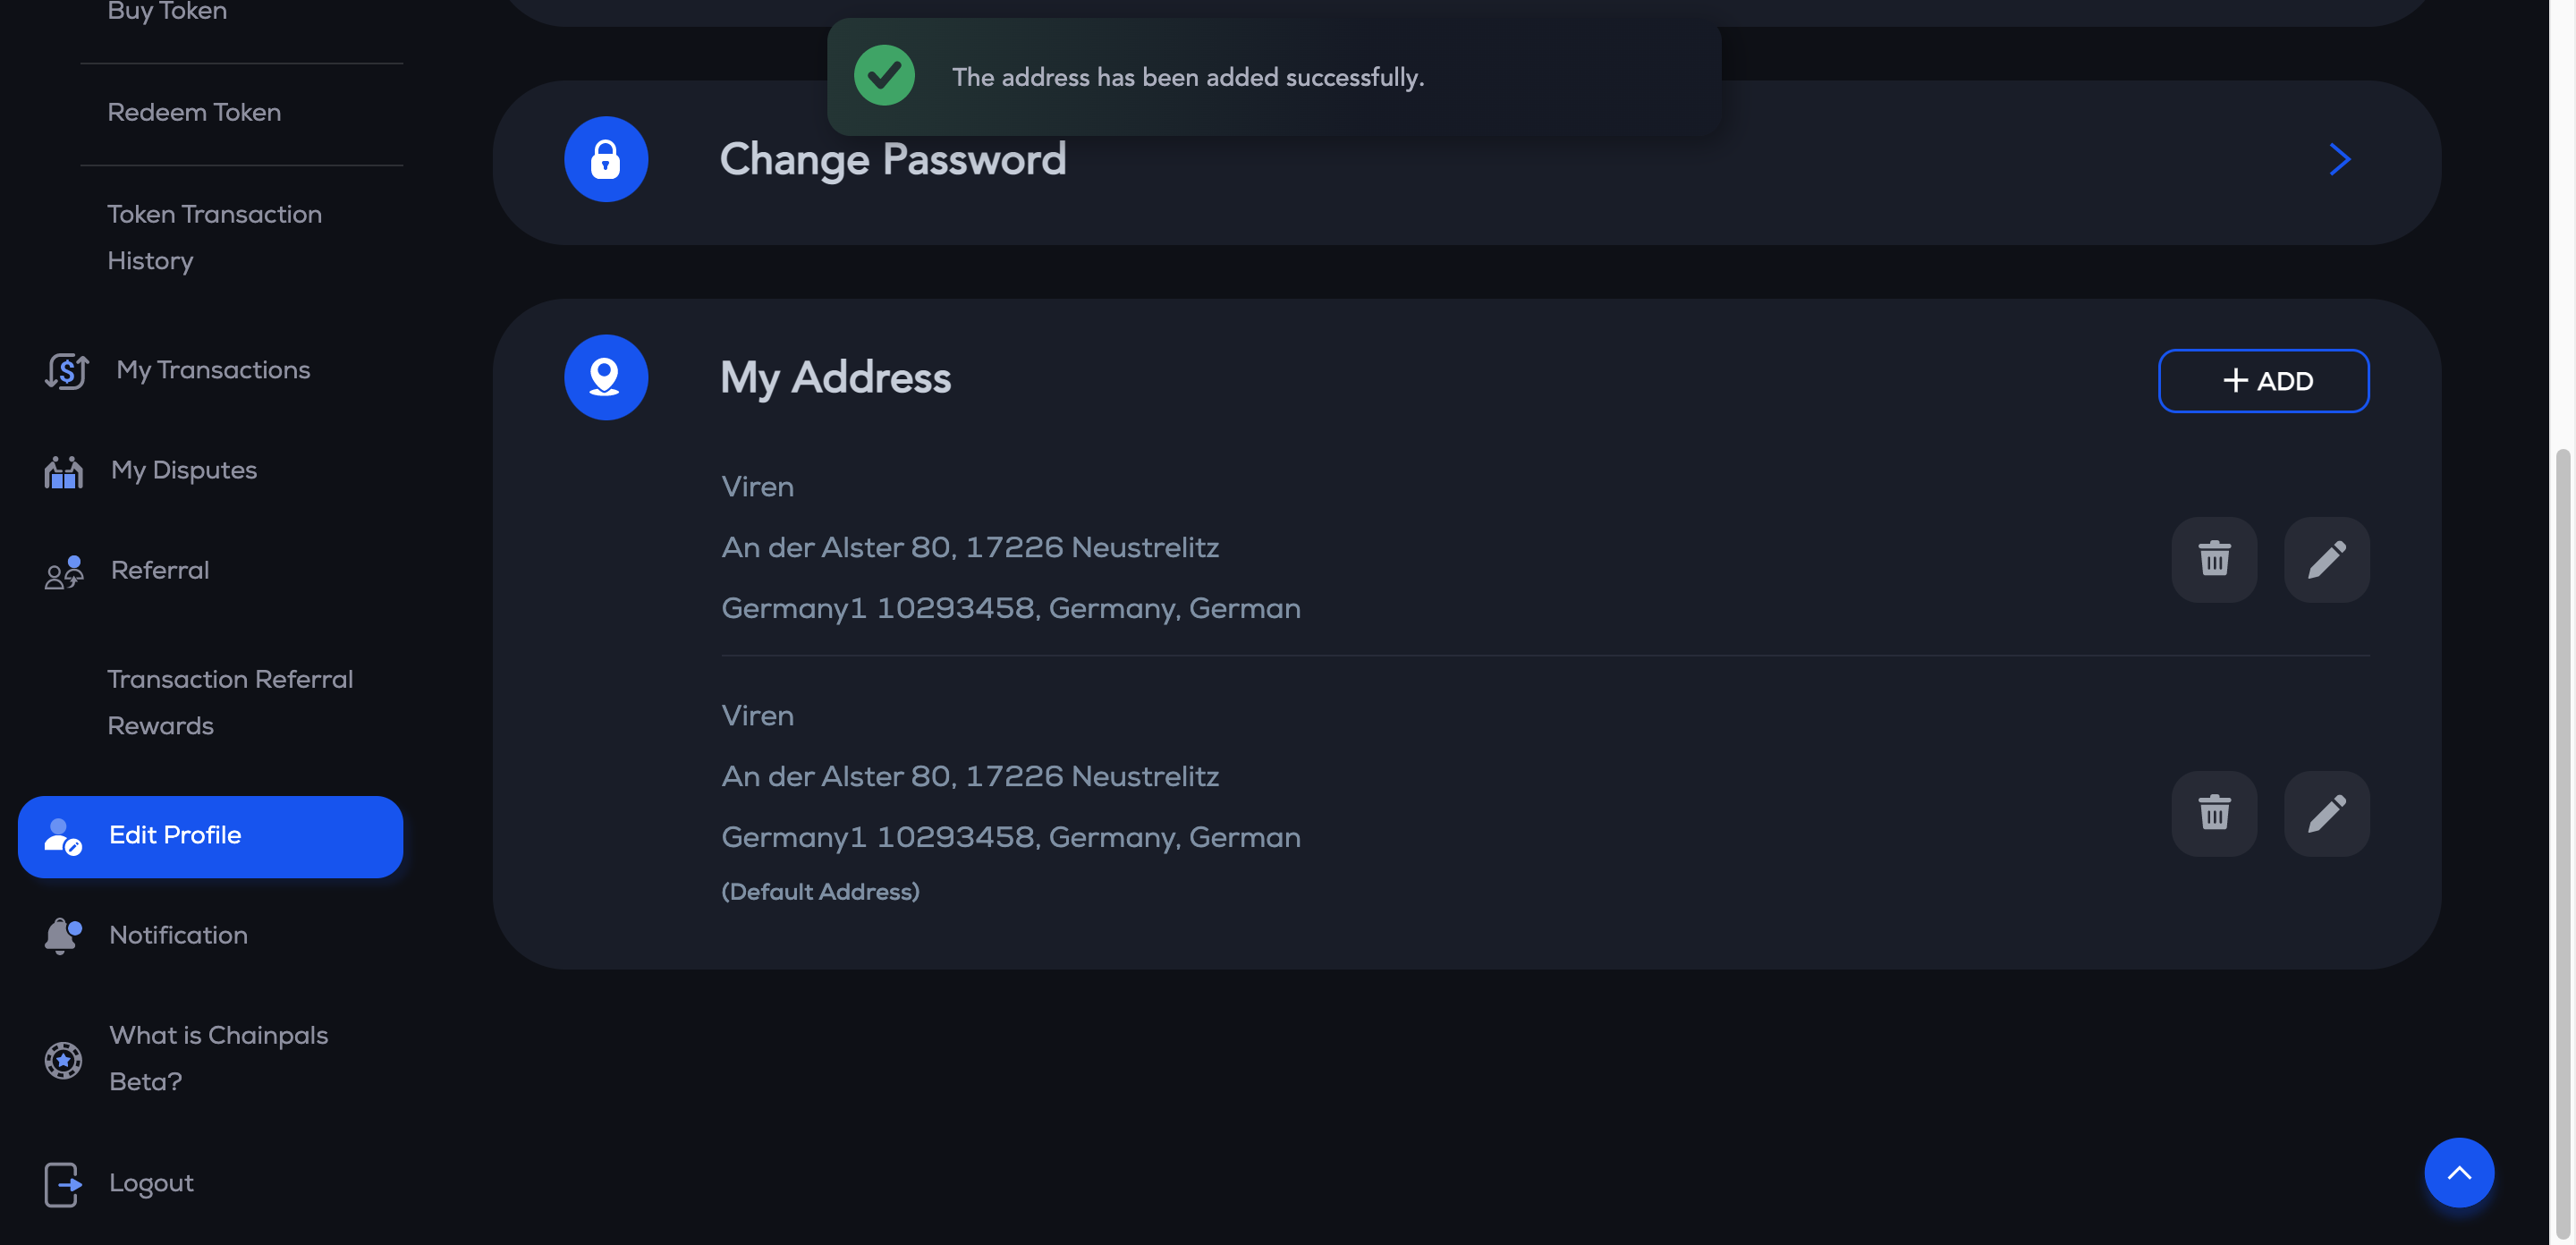 Buy Token
Redeem Token
Token Transaction
History
My Transactions
My Disputes
Referral
Transaction Referral
Rewards
Edit Profile
Notification
What is Chainpals
Beta?
Logout
The address has been added successfully.
Change Password
My Address
+ ADD
Viren
An der Alster 80, 17226 Neustrelitz
Germany1 10293458, Germany, German
Viren
An der Alster 80, 17226 Neustrelitz
Germany1 10293458, Germany, German
(Default Address)